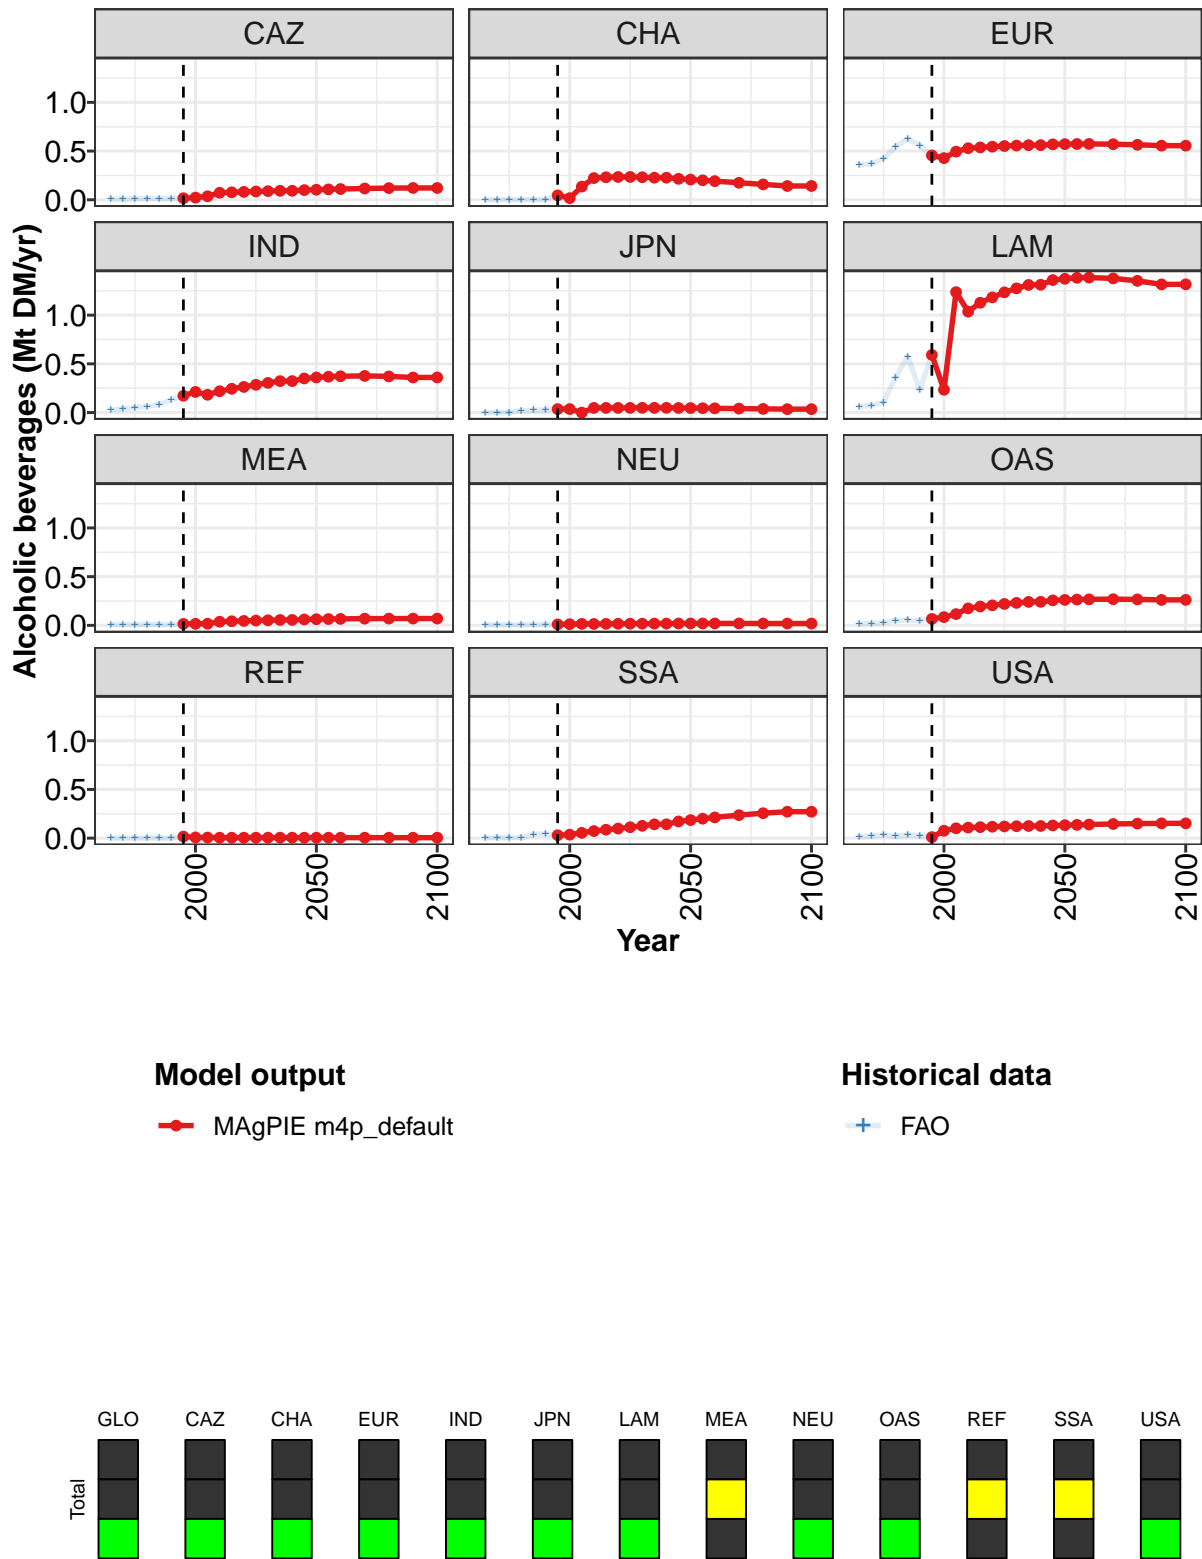 CAZ CHA EUR
1.0
0.5
0.0
IND JPN LAM
1.0
0.5
0.0
MEA NEU OAS
1.0
0.5
0.0
REF SSA USA
1.0
0.5
0.0
Alcoholic beverages (Mt DM/yr)
2000 2050 2100 2000 2050 2100 2000 2050 2100
Year
Model output
MAgPIE m4p_default
Historical data
FAO
GLO CAZ CHA EUR IND JPN LAM MEA NEU OAS REF SSA USA
Total